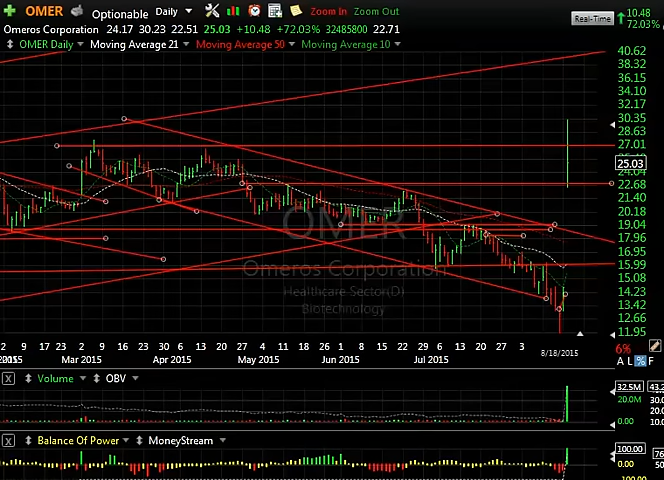 OMER Optionable Daily Zoom In Zoom Out Real-Time 10.48
72.03%
Omeros Corporation 24.17 30.23 22.51 25.03 +10.48 +72.03% 32485800 22.71
OMER Daily Moving Average 21 Moving Average 50 Moving Average 10
40.62
38.32
36.15
34.10
32.17
30.35
28.63
27.01
25.03
24.04
22.68
21.40
20.18
19.04
17.96
16.95
15.99
15.08
14.23
13.42
12.66
11.95
OMER
Omeros Corporation
Healthcare Sector(D)
Biotechnology
2 9 17 23 2 9 16 23 30 6 13 20 27 4 11 18 26 1 8 15 22 29 6 13 20 27 3
Mar 2015 Apr 2015 May 2015 Jun 2015 Jul 2015 8/18/2015
6%
A L % F
X Volume OBV
32.5M 43.2
20.0M
0.00
X Balance Of Power MoneyStream
100.00
0.00